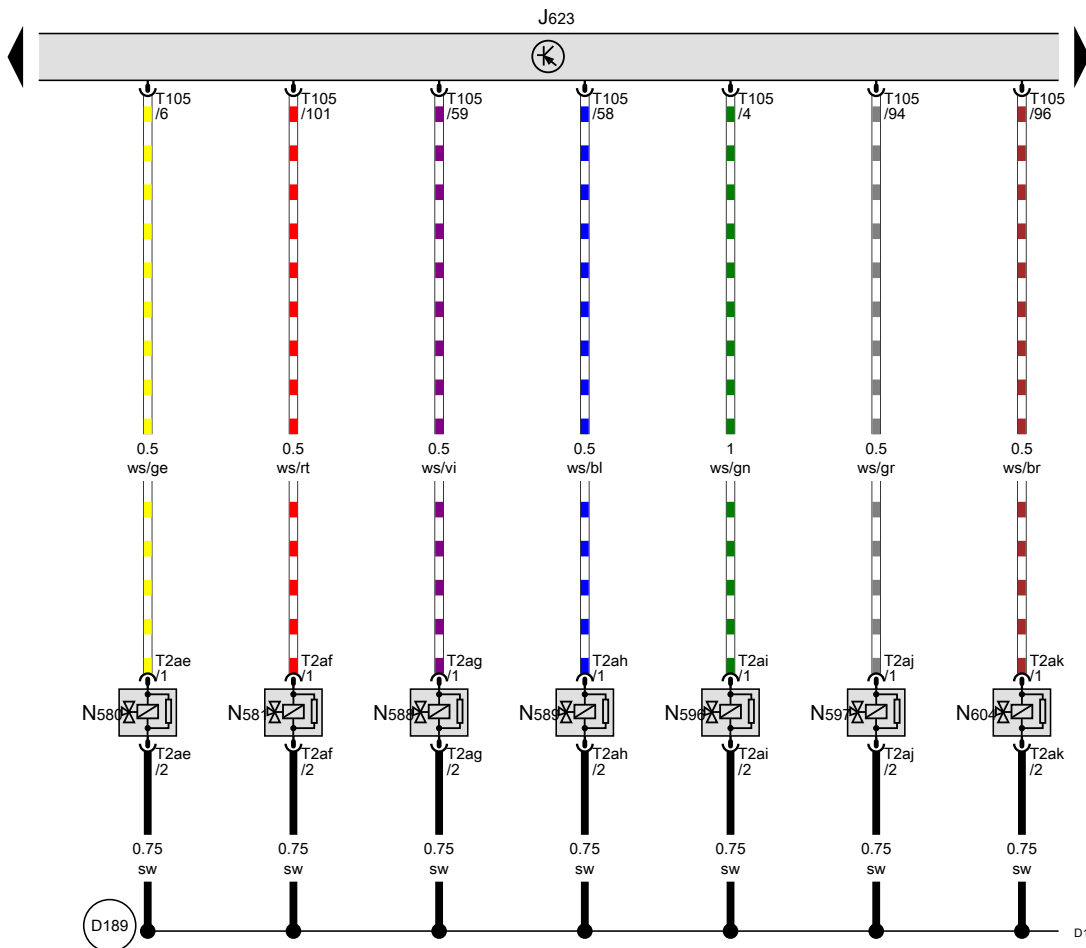 J623
T105 T105 T105 T105 T105 T105 T105
/6 /101 /59 /58 /4 /94 /96
0.5 0.5 0.5 0.5 1 0.5 0.5
ws/ge ws/rt ws/vi ws/bl ws/gn ws/gr ws/br
T2ae T2af T2ag T2ah T2ai T2aj T2ak
/1 /1 /1 /1 /1 /1 /1
N580 N581 N588 N589 N596 N597 N604
T2ae T2af T2ag T2ah T2ai T2aj T2ak
/2 /2 /2 /2 /2 /2 /2
0.75 0.75 0.75 0.75 0.75 0.75 0.75
sw sw sw sw sw sw sw
D189